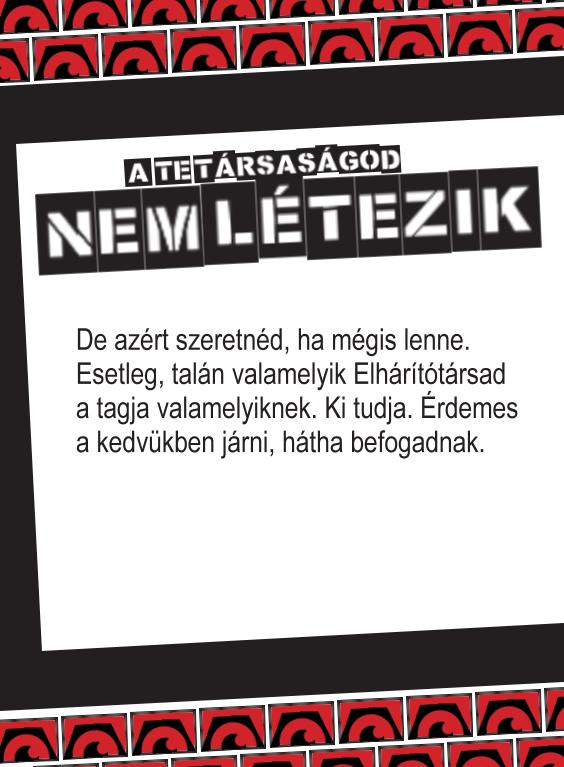 A TE TÁRSASÁGOD
NEM LÉTEZIK
De azért szeretnéd, ha mégis lenne.
Esetleg, talán valamelyik Elhárítótársad
a tagja valamelyiknek. Ki tudja. Érdemes
a kedvükben járni, hátha befogadnak.